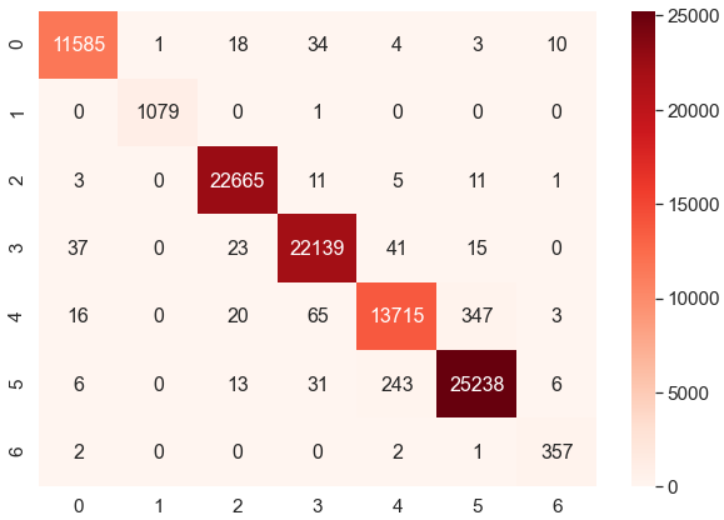 0 11585 1 18 34 4 3 10
1 0 1079 0 1 0 0 0
2 3 0 22665 11 5 11 1
3 37 0 23 22139 41 15 0
4 16 0 20 65 13715 347 3
5 6 0 13 31 243 25238 6
6 2 0 0 0 2 1 357
0 1 2 3 4 5 6
25000
20000
15000
10000
5000
0